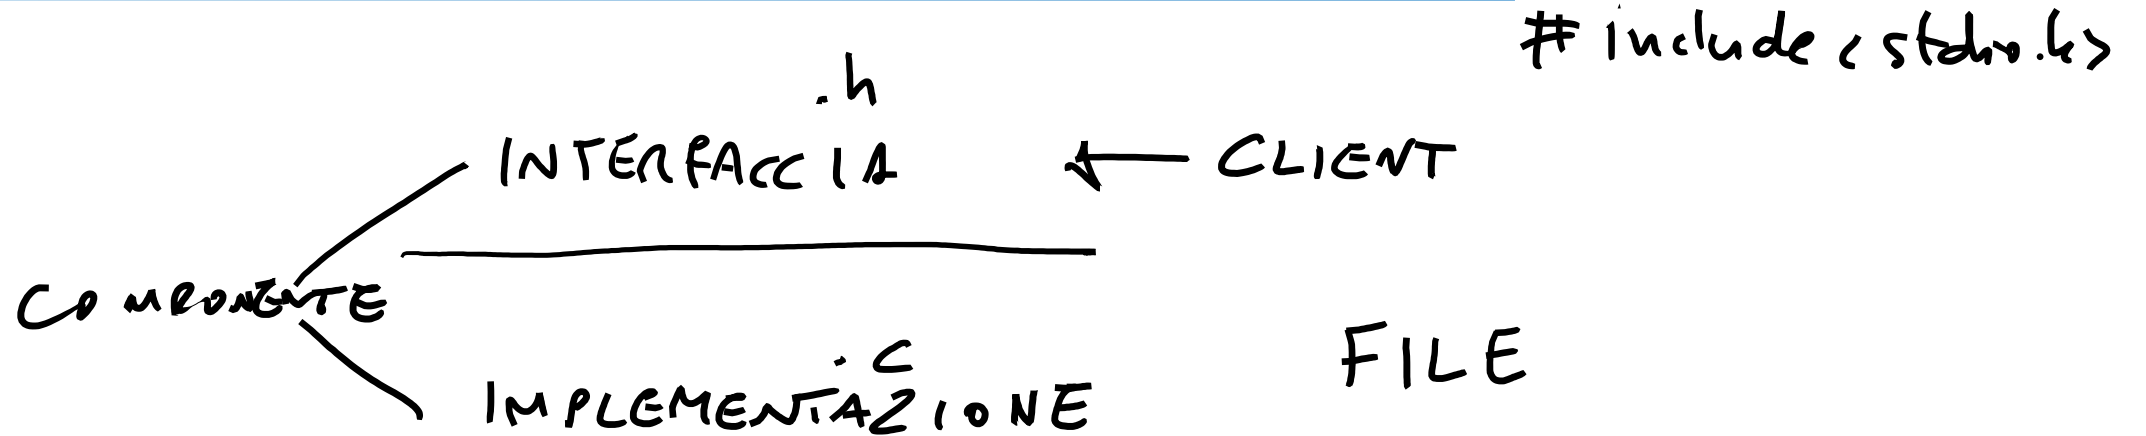 # include < stdio.h>
.h
INTERFACCIA ← CLIENT
COMPONENTE
FILE
.c
IMPLEMENTAZIONE